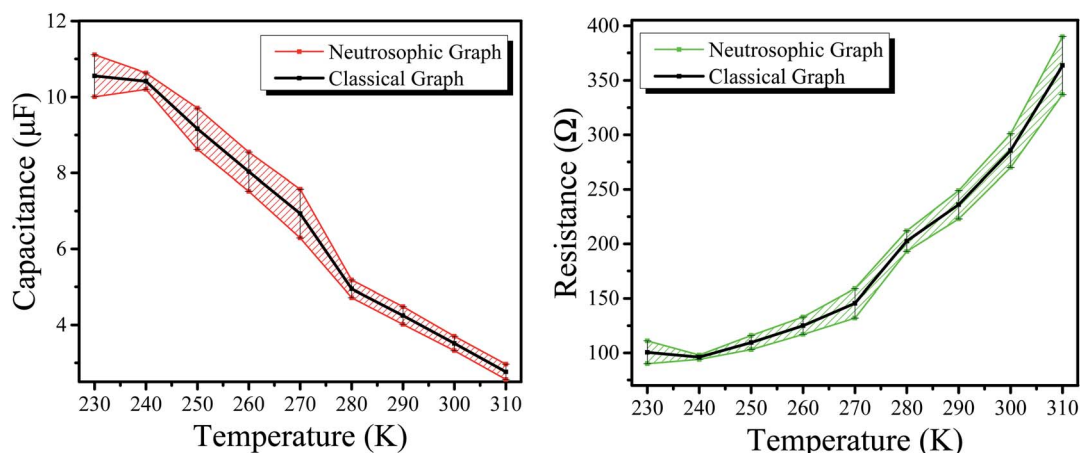 12
10
8
6
4
Capacitance (μF)
Neutrosophic Graph
Classical Graph
230 240 250 260 270 280 290 300 310
Temperature (K)
400
350
300
250
200
150
100
Resistance (Ω)
Neutrosophic Graph
Classical Graph
230 240 250 260 270 280 290 300 310
Temperature (K)